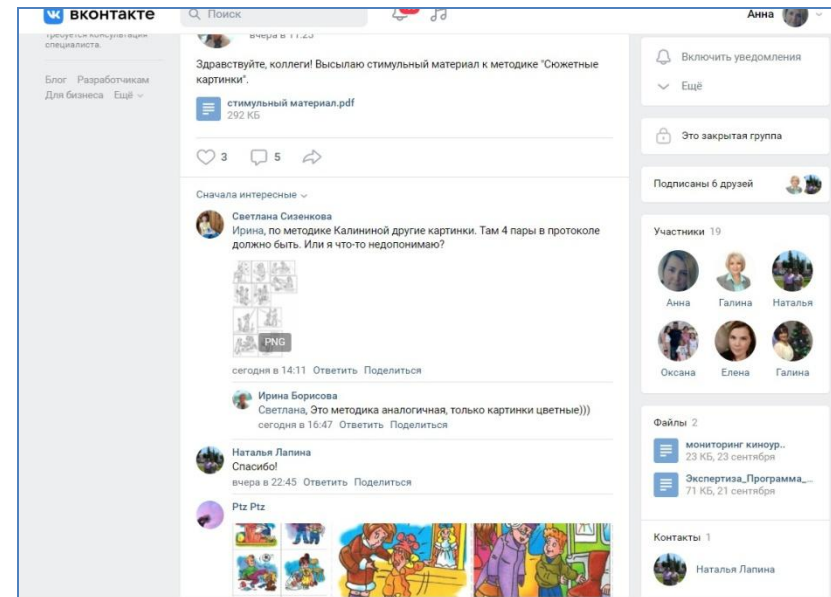 вконтакте
Поиск
Анна
требуется консультация
специалиста.
Блог Разработчикам
Для бизнеса Ещё
вчера в 11:25
Здравствуйте, коллеги! Высылаю стимульный материал к методике "Сюжетные
картинки".
стимульный материал.pdf
292 КБ
3 5
Сначала интересные
Светлана Сизенкова
Ирина, по методике Калининой другие картинки. Там 4 пары в протоколе
должно быть. Или я что-то недопонимаю?
PNG
сегодня в 14:11 Ответить Поделиться
Ирина Борисова
Светлана, Это методика аналогичная, только картинки цветные)))
сегодня в 16:47 Ответить Поделиться
Наталья Лапина
Спасибо!
вчера в 22:45 Ответить Поделиться
Ptz Ptz
Включить уведомления
Ещё
Это закрытая группа
Подписаны 6 друзей
Участники 19
Анна Галина Наталья
Оксана Елена Галина
Файлы 2
мониторинг киноур..
23 КБ, 23 сентября
Экспертиза_Программа_...
71 КБ, 21 сентября
Контакты 1
Наталья Лапина